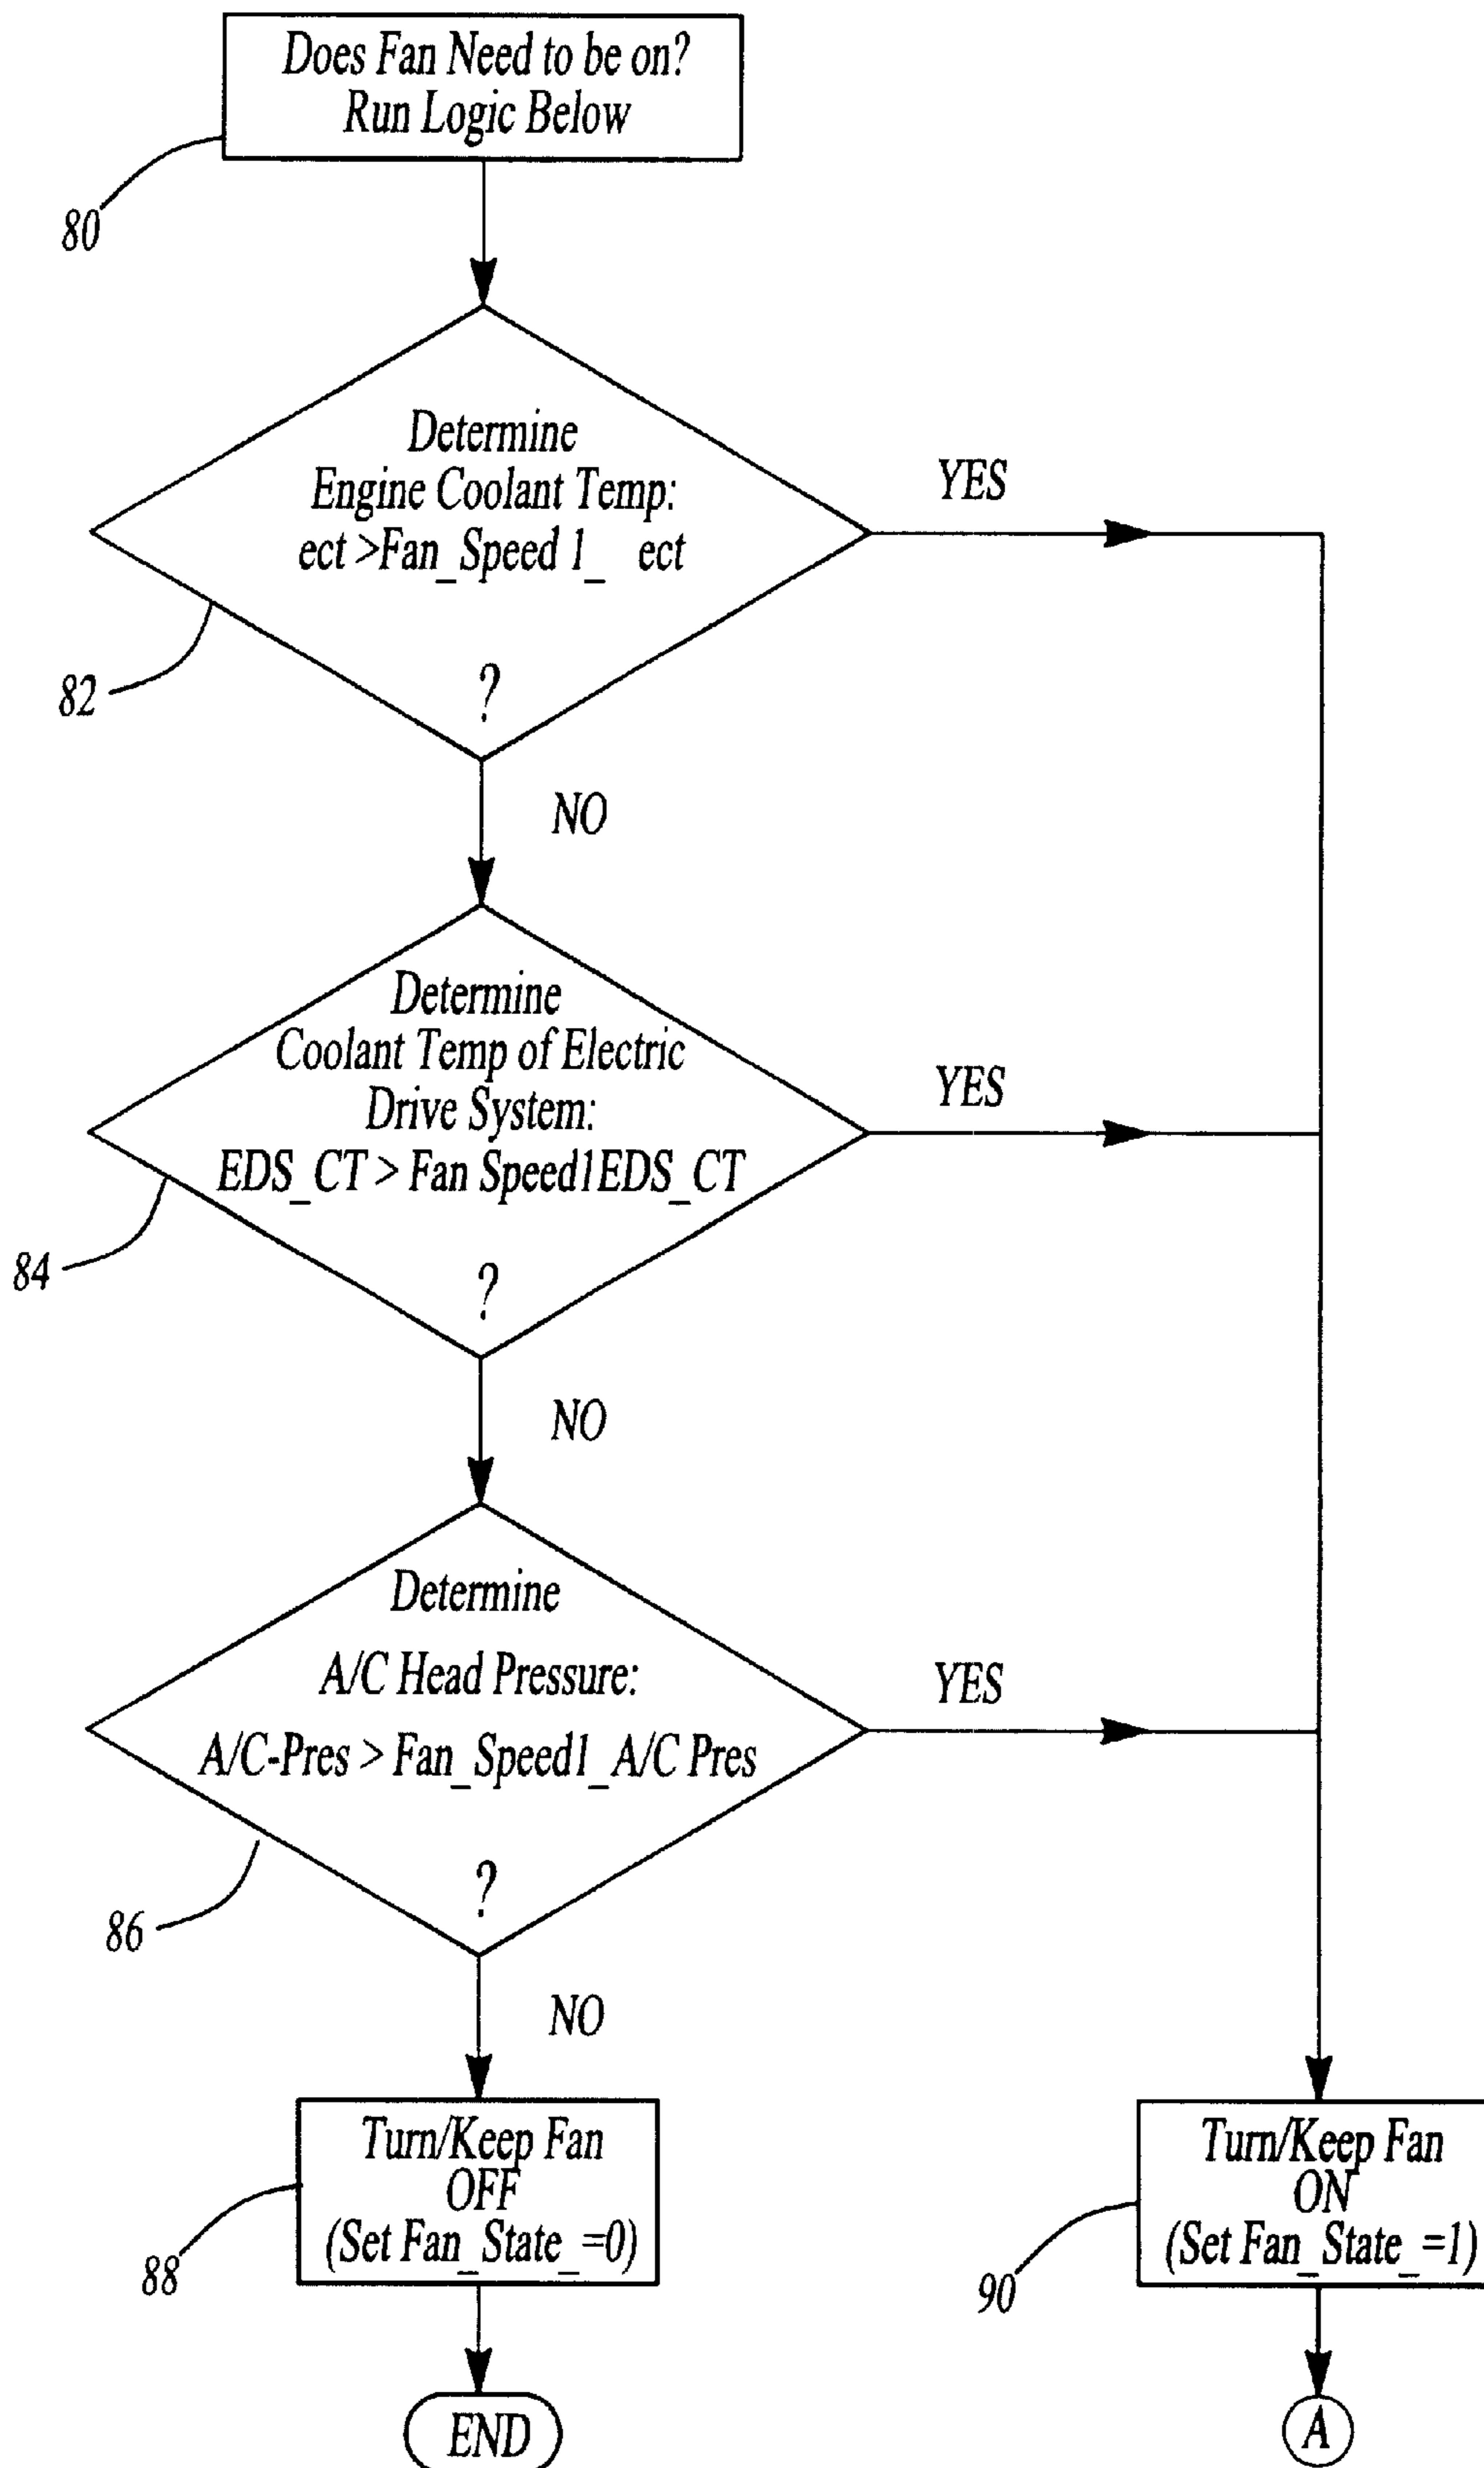 Does Fan Need to be on?
Run Logic Below
80
Determine
Engine Coolant Temp:
ect >Fan_Speed 1_ ect
?
YES
82
NO
Determine
Coolant Temp of Electric
Drive System:
EDS_CT > Fan Speed1EDS_CT
?
YES
84
NO
Determine
A/C Head Pressure:
A/C-Pres > Fan_Speed1_A/C Pres
?
YES
86
NO
Turn/Keep Fan
OFF
(Set Fan_State_=0)
88
Turn/Keep Fan
ON
(Set Fan_State_=1)
90
END
A